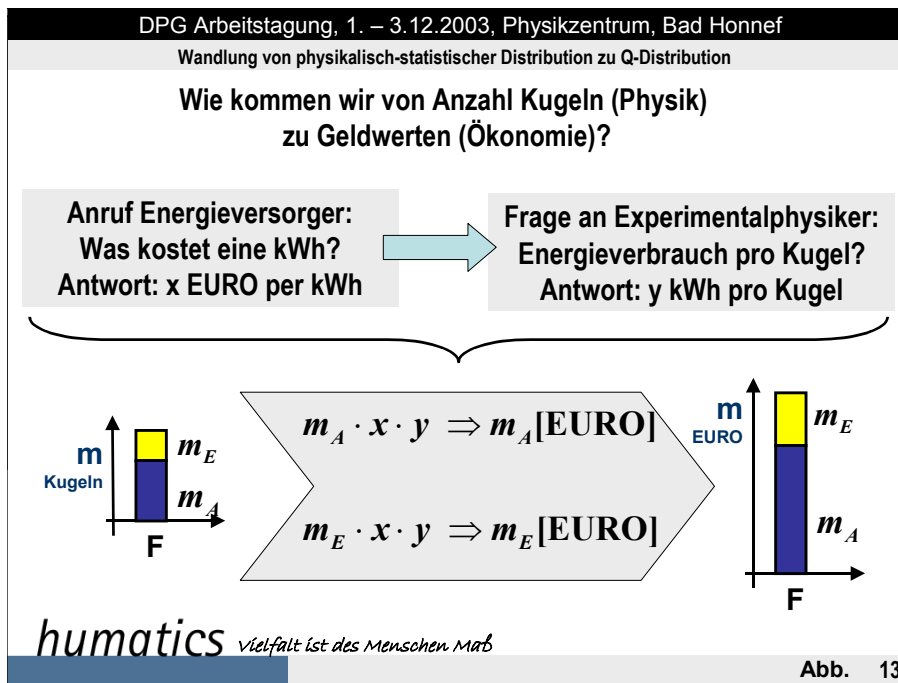 DPG Arbeitstagung, 1. – 3.12.2003, Physikzentrum, Bad Honnef
Wandlung von physikalisch-statistischer Distribution zu Q-Distribution
Wie kommen wir von Anzahl Kugeln (Physik)
zu Geldwerten (Ökonomie)?
Anruf Energieversorger:
Was kostet eine kWh?
Antwort: x EURO per kWh
Frage an Experimentalphysiker:
Energieverbrauch pro Kugel?
Antwort: y kWh pro Kugel
m
Kugeln
m_E
m_A
F
m_A · x · y ⇒ m_A[EURO]
m_E · x · y ⇒ m_E[EURO]
m
EURO
m_E
m_A
F
humatics Vielfalt ist des Menschen Maß
Abb. 13